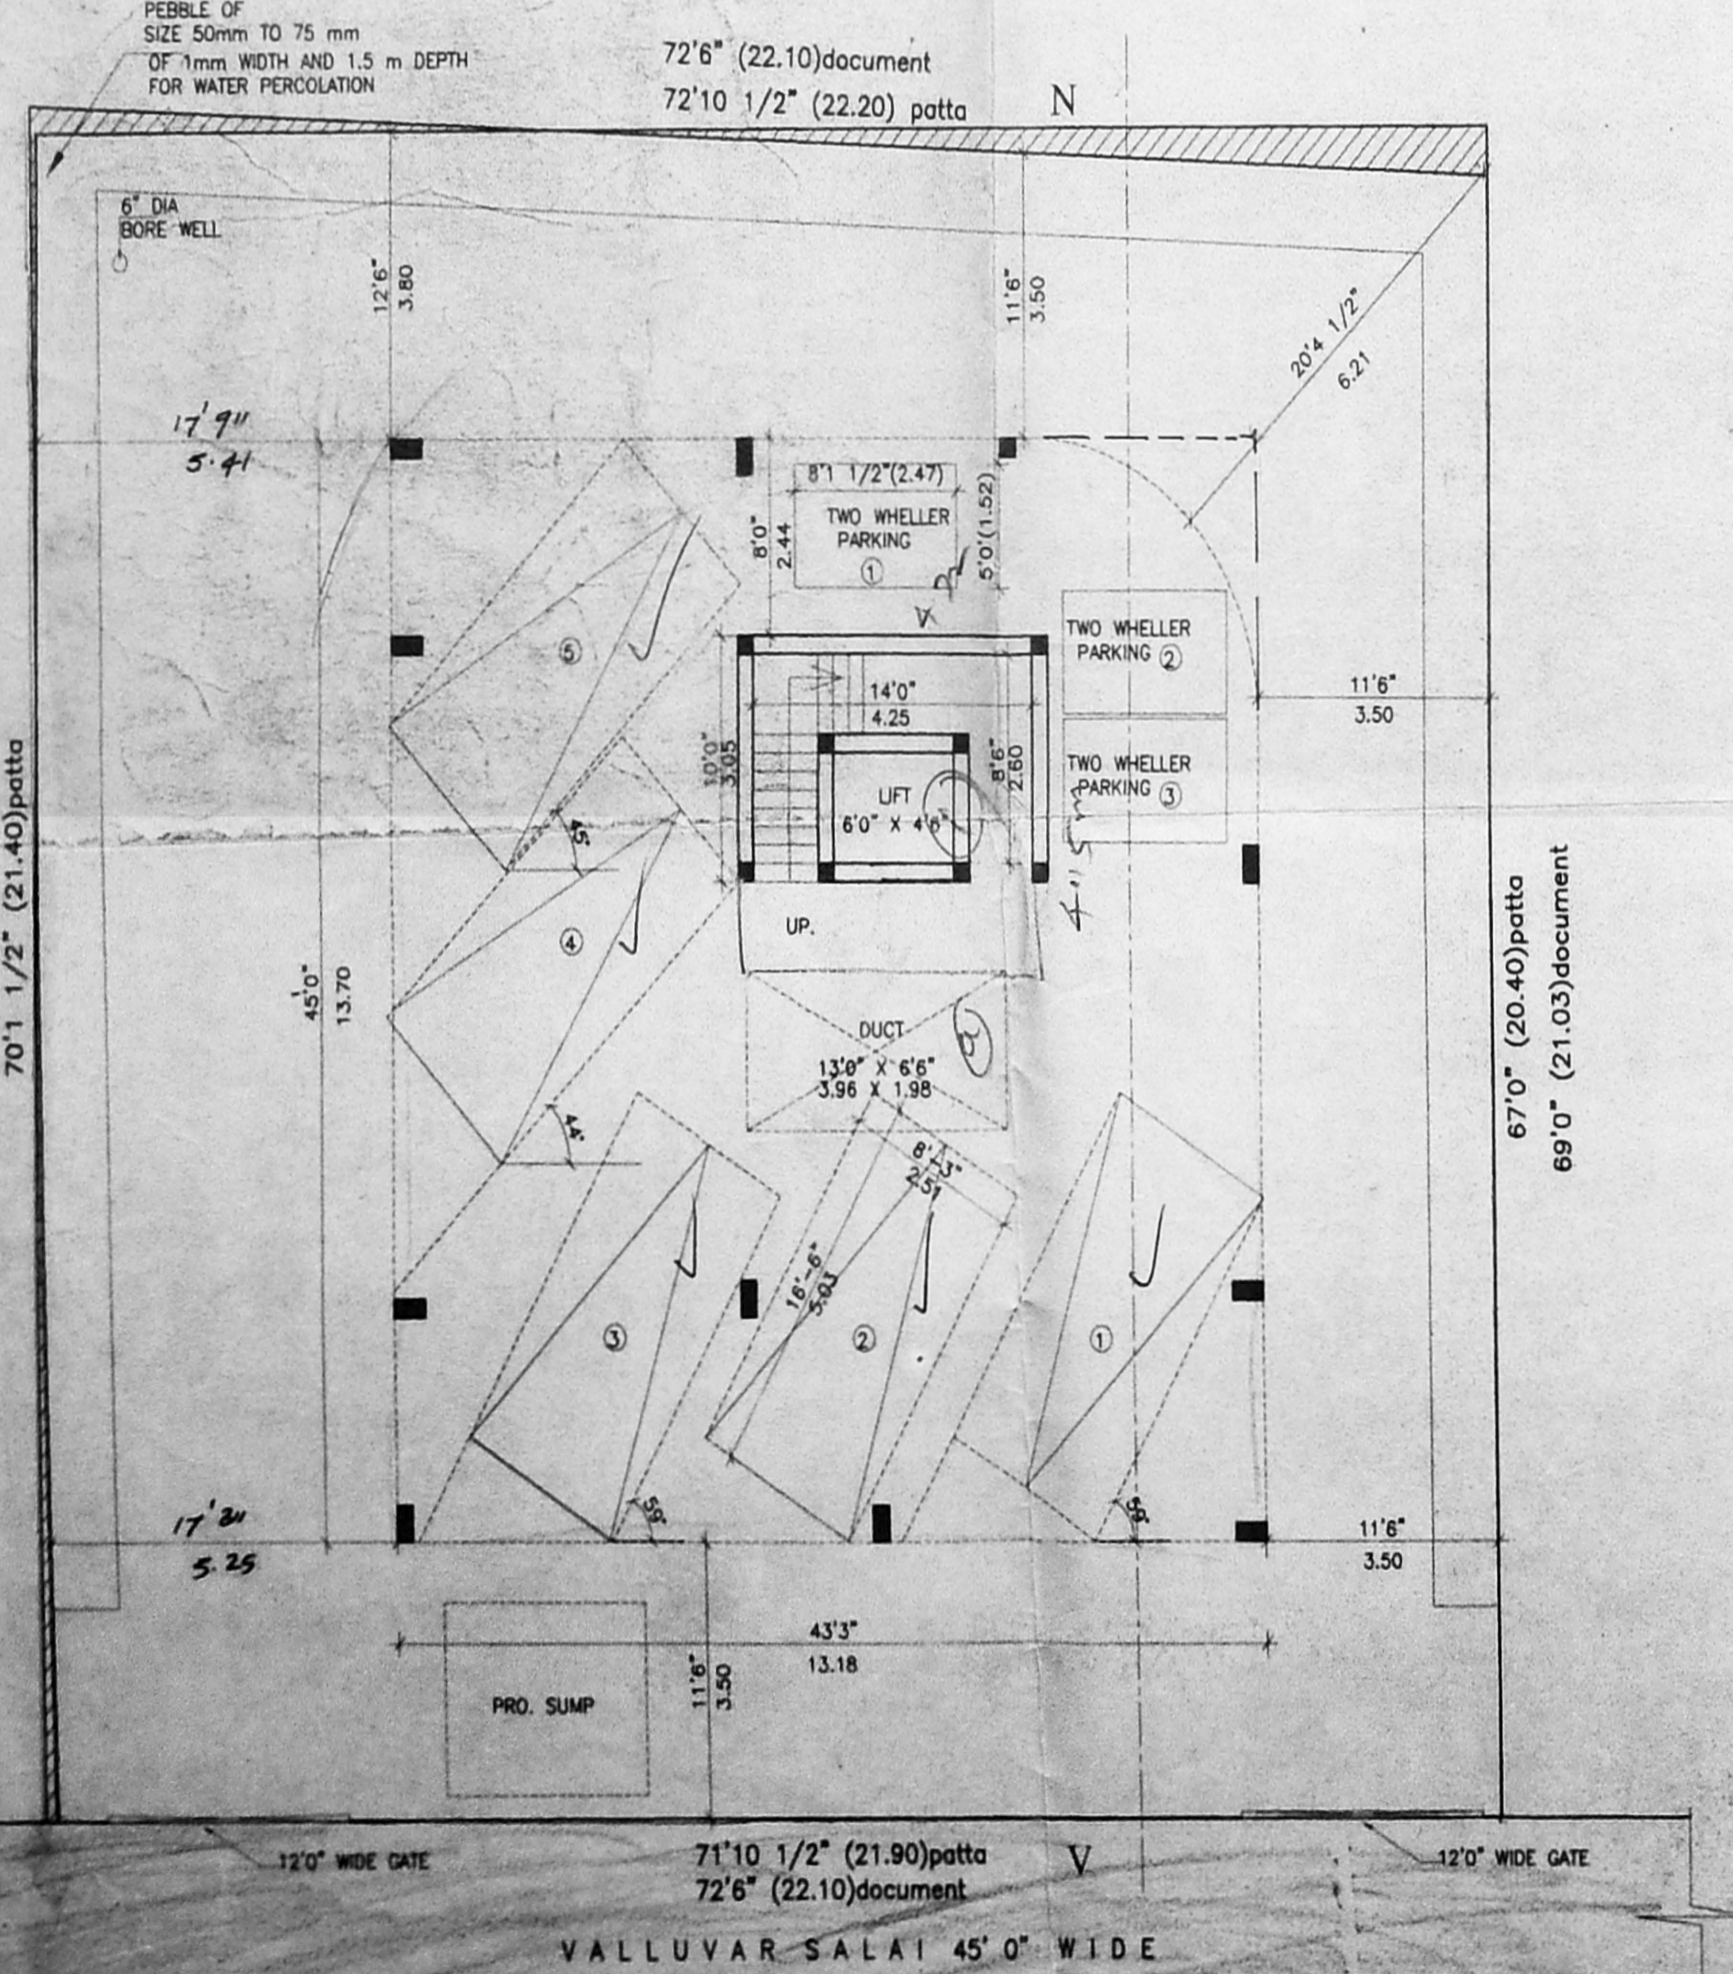 PEBBLE OF
SIZE 50mm TO 75 mm
OF 1mm WIDTH AND 1.5 m DEPTH
FOR WATER PERCOLATION
72'6" (22.10)document
72'10 1/2" (22.20) patta
N
6" DIA
BORE WELL
12'6"
3.80
11'6"
3.50
20'4 1/2"
6.21
17'9"
5.41
8'1 1/2"(2.47)
TWO WHELLER
PARKING
①
8'0"
2.44
5'0'(1.52)
TWO WHELLER
PARKING ②
⑤
V
14'0"
4.25
11'6"
3.50
10'0"
3.05
8'6"
2.60
TWO WHELLER
PARKING ③
LIFT
6'0" X 4'6"
45°
70'1 1/2" (21.40)patta
④
UP.
45'0"
13.70
67'0" (20.40)patta
69'0" (21.03)document
DUCT
13'0" X 6'6"
3.96 X 1.98
44°
8'-3"
2.51
16'-6"
5.03
③
②
①
59°
59°
17'3"
5.25
11'6"
3.50
43'3"
13.18
11'6"
3.50
PRO. SUMP
12'0" WIDE GATE
71'10 1/2" (21.90)patta
72'6" (22.10)document
V
12'0" WIDE GATE
VALLUVAR SALAI 45' 0" WIDE